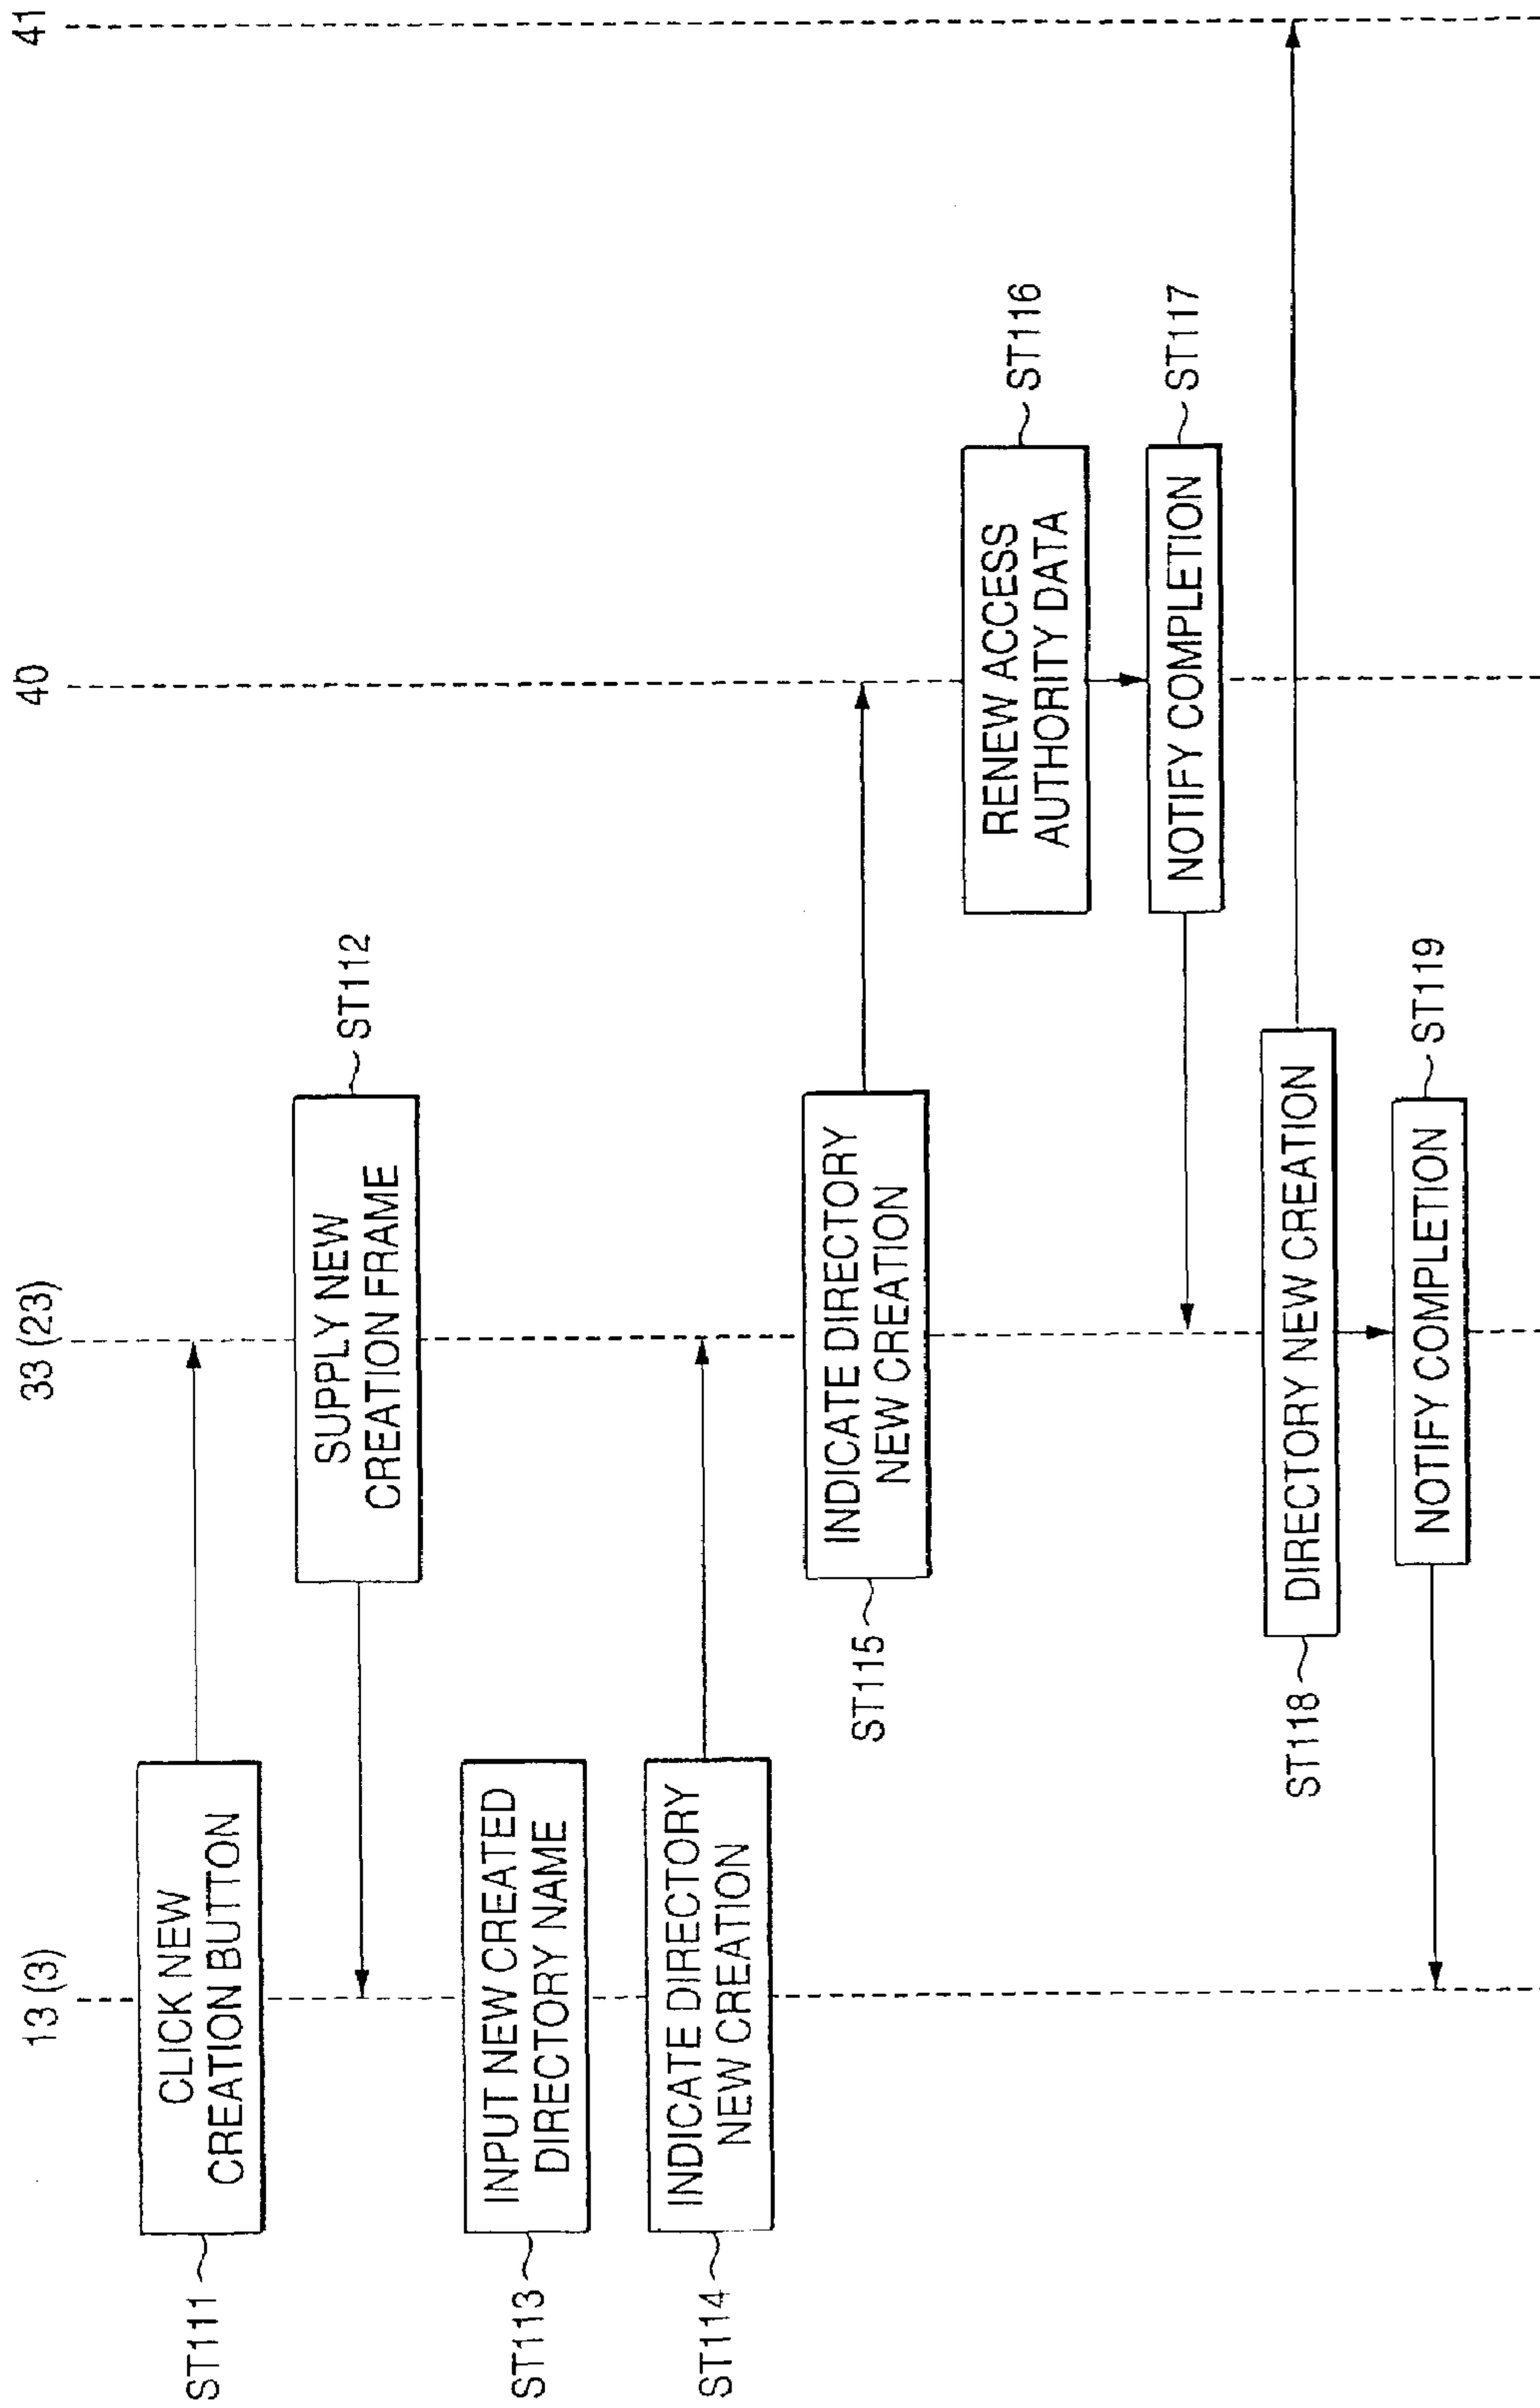 13 (3)
33 (23)
40
41
ST111
CLICK NEW
CREATION BUTTON
SUPPLY NEW
CREATION FRAME
ST112
ST113
INPUT NEW CREATED
DIRECTORY NAME
ST114
INDICATE DIRECTORY
NEW CREATION
ST115
INDICATE DIRECTORY
NEW CREATION
RENEW ACCESS
AUTHORITY DATA
ST116
NOTIFY COMPLETION
ST117
ST118
DIRECTORY NEW CREATION
NOTIFY COMPLETION
ST119